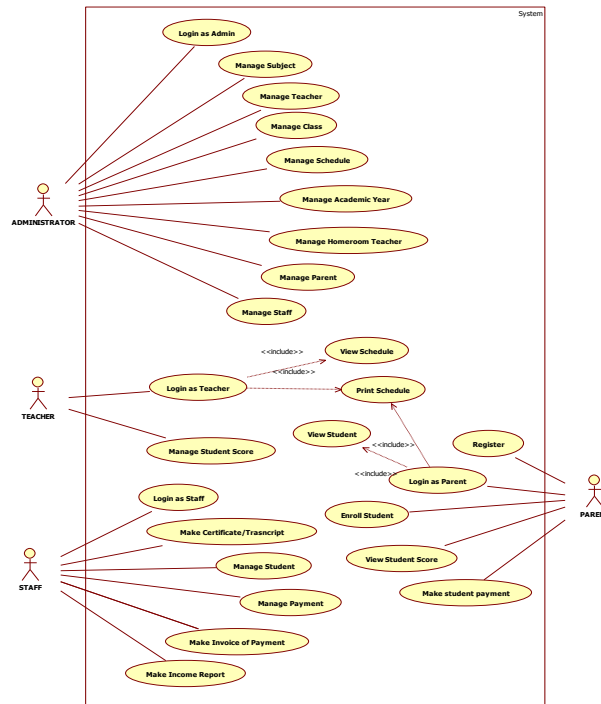 System
Login as Admin
Manage Subject
Manage Teacher
Manage Class
Manage Schedule
Manage Academic Year
ADMINISTRATOR
Manage Homeroom Teacher
Manage Parent
Manage Staff
<<include>>
View Schedule
<<include>>
Login as Teacher
Print Schedule
TEACHER
View Student
<<include>>
Register
Manage Student Score
<<include>>
Login as Parent
Login as Staff
Enroll Student
PARE
Make Certificate/Trasncript
View Student Score
Manage Student
STAFF
Make student payment
Manage Payment
Make Invoice of Payment
Make Income Report